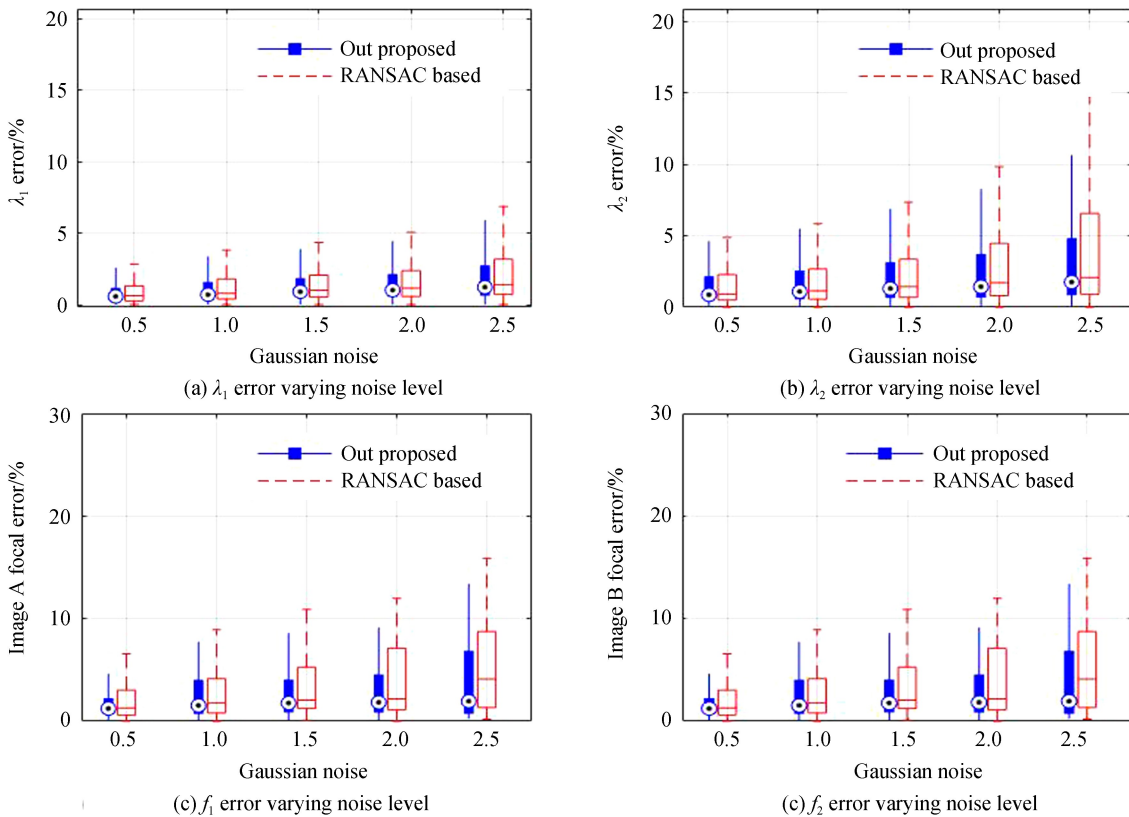 20
15
10
5
0
λ1 error/%
Out proposed
RANSAC based
0.5 1.0 1.5 2.0 2.5
Gaussian noise
(a) λ1 error varying noise level
20
15
10
5
0
λ2 error/%
Out proposed
RANSAC based
0.5 1.0 1.5 2.0 2.5
Gaussian noise
(b) λ2 error varying noise level
30
20
10
0
Image A focal error/%
Out proposed
RANSAC based
0.5 1.0 1.5 2.0 2.5
Gaussian noise
(c) f1 error varying noise level
30
20
10
0
Image B focal error/%
Out proposed
RANSAC based
0.5 1.0 1.5 2.0 2.5
Gaussian noise
(c) f2 error varying noise level